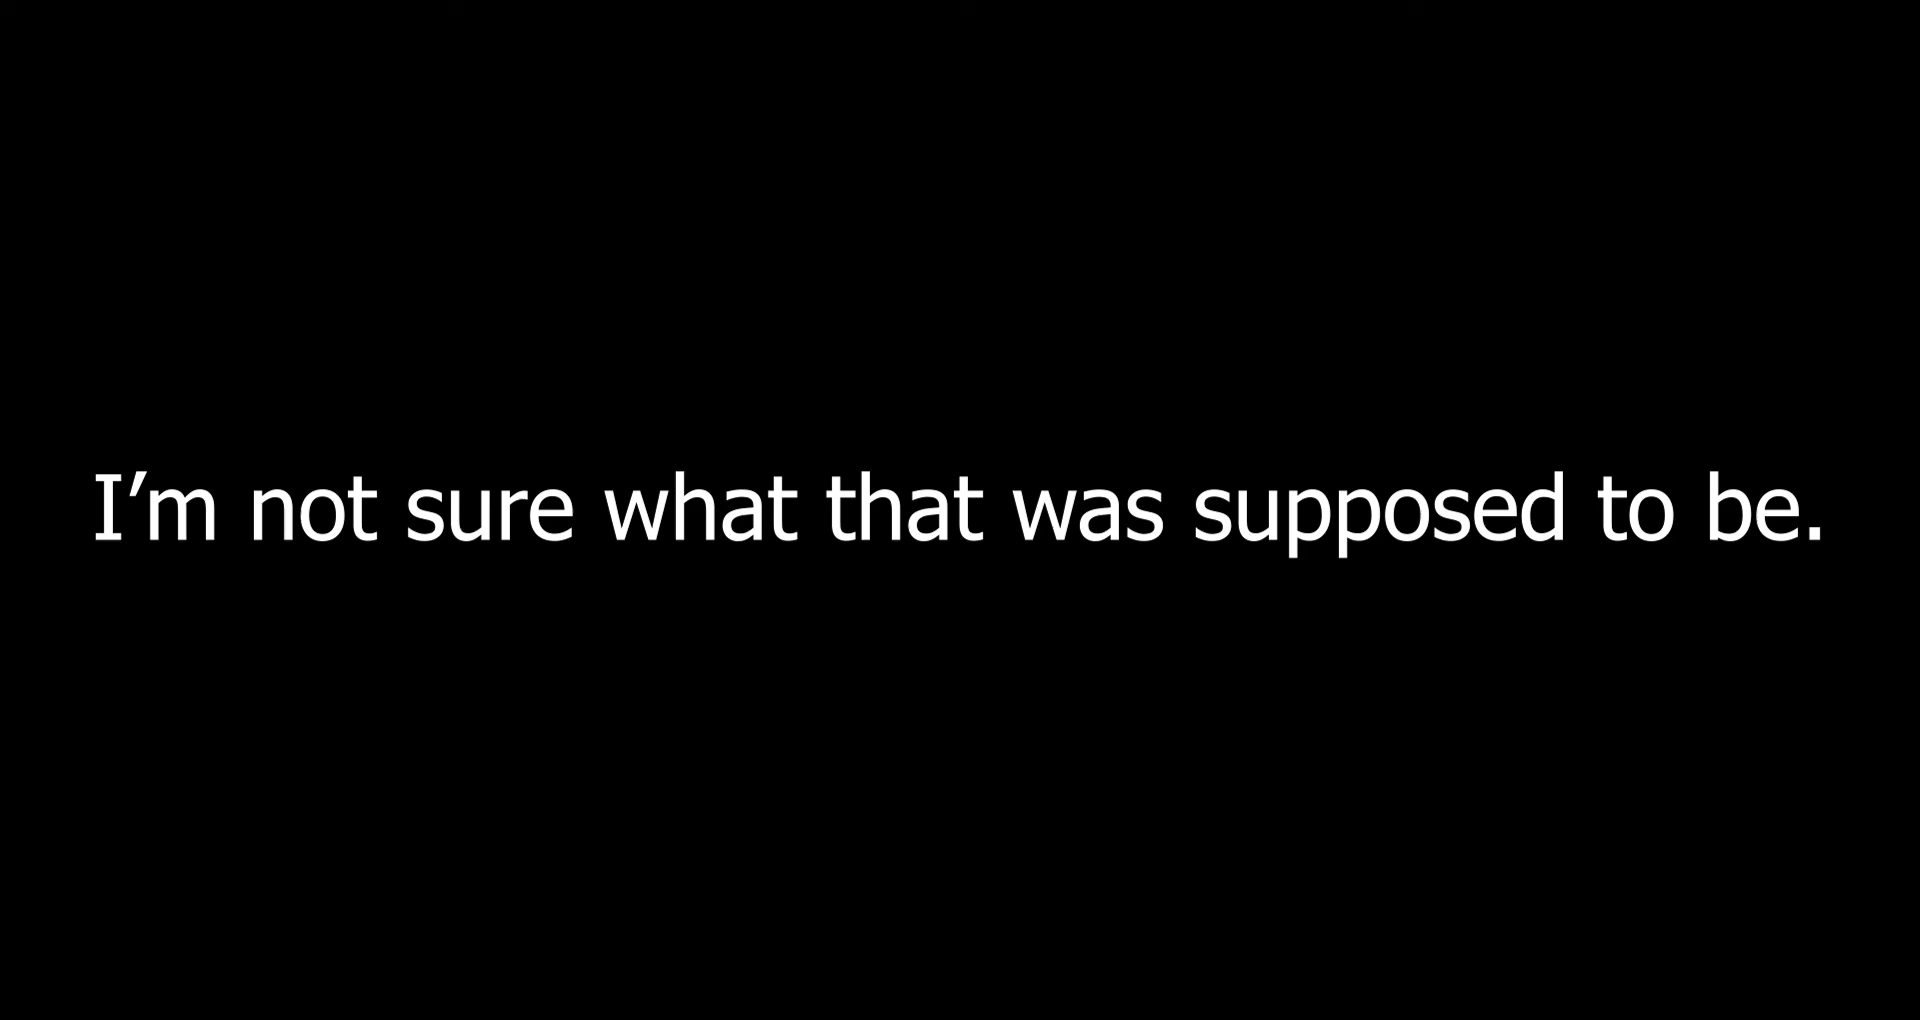 I’m not sure what that was supposed to be.